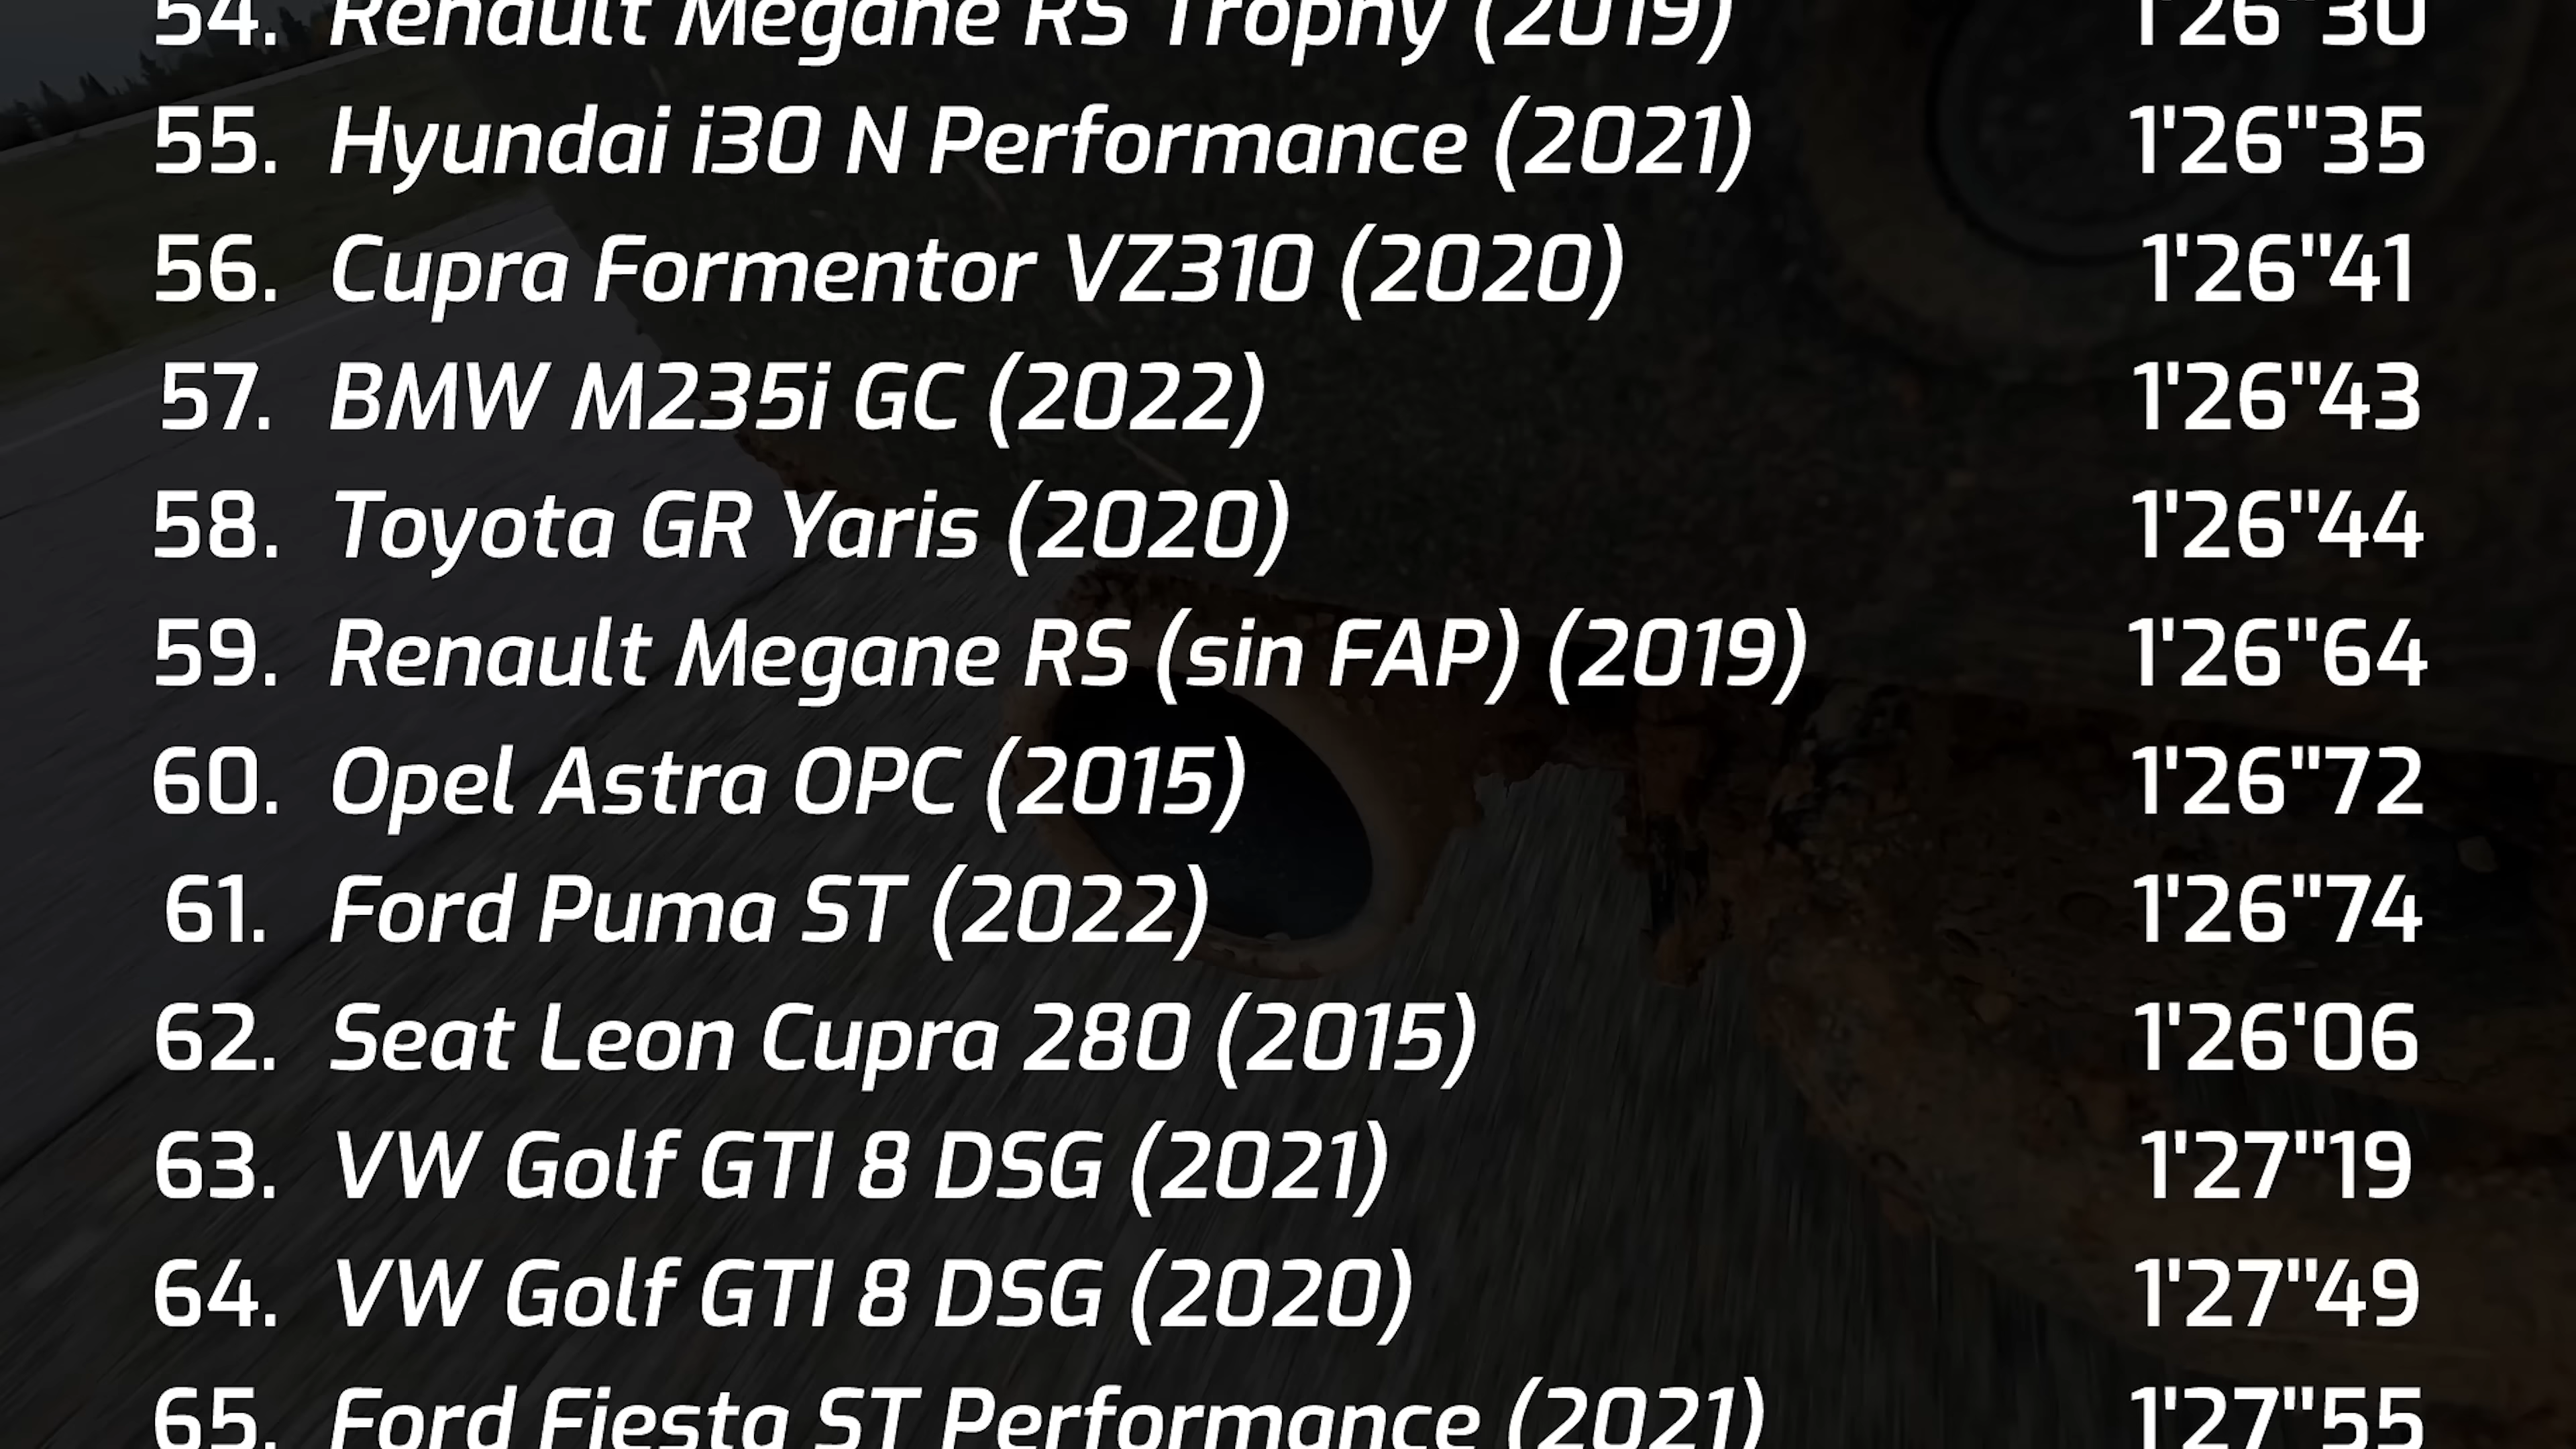 54. Renault Megane RS Trophy (2019) 1'26"30
55. Hyundai i30 N Performance (2021) 1'26"35
56. Cupra Formentor VZ310 (2020) 1'26"41
57. BMW M235i GC (2022) 1'26"43
58. Toyota GR Yaris (2020) 1'26"44
59. Renault Megane RS (sin FAP) (2019) 1'26"64
60. Opel Astra OPC (2015) 1'26"72
61. Ford Puma ST (2022) 1'26"74
62. Seat Leon Cupra 280 (2015) 1'26'06
63. VW Golf GTI 8 DSG (2021) 1'27"19
64. VW Golf GTI 8 DSG (2020) 1'27"49
65. Ford Fiesta ST Performance (2021) 1'27"55